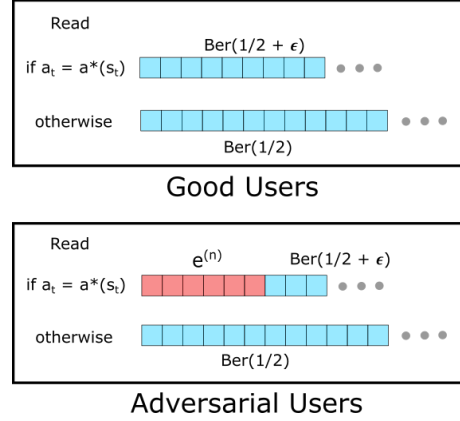 Read
Ber(1/2 + ϵ)
if a_t = a*(s_t)
otherwise
Ber(1/2)
Good Users
Read
e^(n)
Ber(1/2 + ϵ)
if a_t = a*(s_t)
otherwise
Ber(1/2)
Adversarial Users